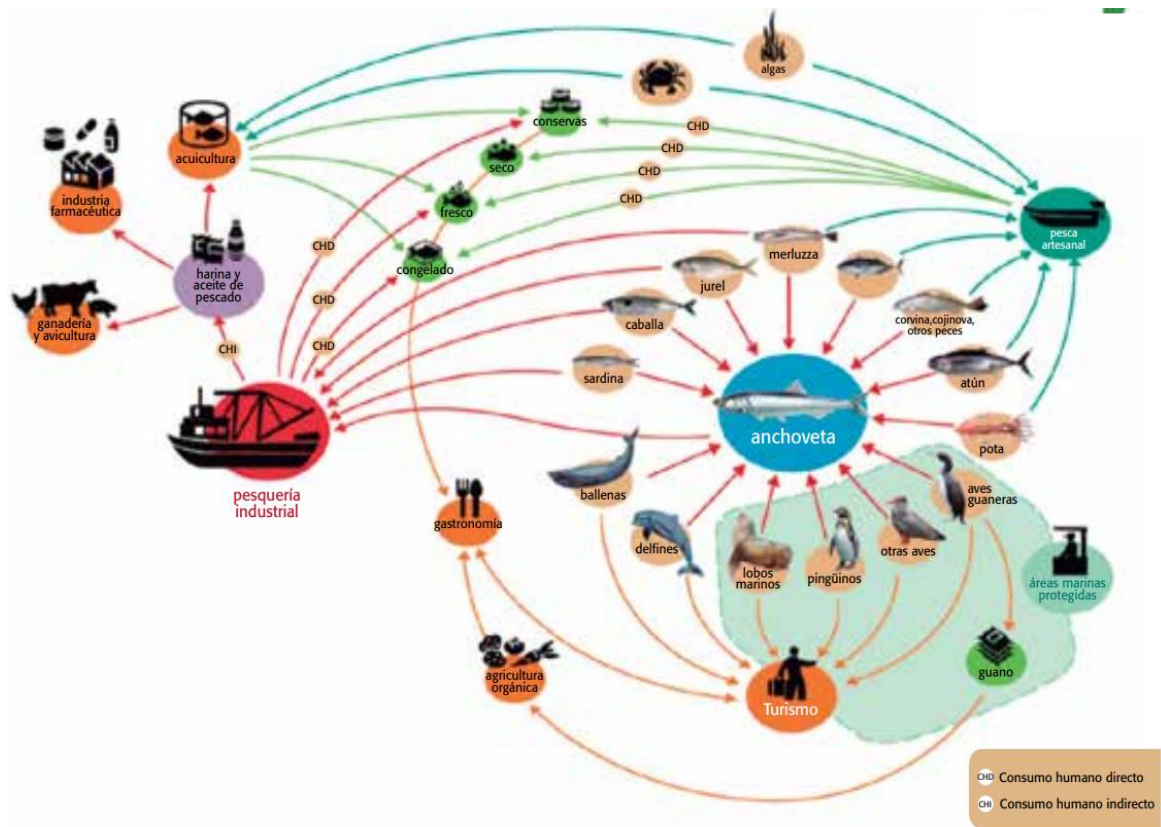 algas
conservas
CHD
acuicultura
seco
CHD
industria
farmacéutica
CHD
fresco
CHD
pesca
artesanal
CHD
merluzza
harina y
aceite de
pescado
congelado
jurel
CHD
caballa
corvina,cojinova,
otros peces
ganadería
y avicultura
CHI
CHD
sardina
atún
anchoveta
pota
pesquería
industrial
ballenas
aves
guaneras
gastronomía
delfines
otras aves
lobos
marinos
pingüinos
áreas marinas
protegidas
agricultura
orgánica
guano
Turismo
CHD Consumo humano directo
CHI Consumo humano indirecto